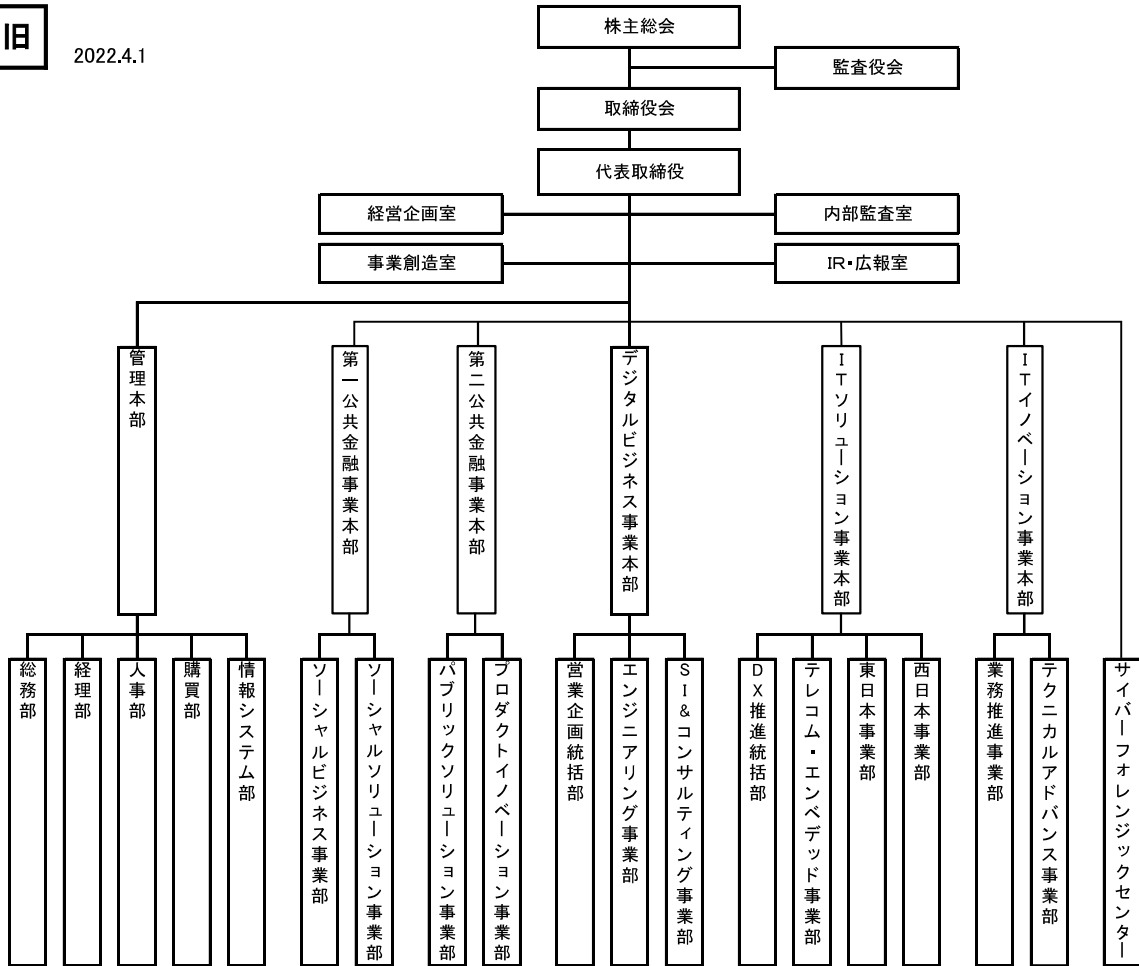 旧
2022.4.1
株主総会
監査役会
取締役会
代表取締役
経営企画室
内部監査室
事業創造室
IR・広報室
管理本部
第一公共金融事業本部
第二公共金融事業本部
デジタルビジネス事業本部
ITソリューション事業本部
ITイノベーション事業本部
総務部
経理部
人事部
購買部
情報システム部
ソーシャルビジネス事業部
ソーシャルソリューション事業部
パブリックソリューション事業部
プロダクトイノベーション事業部
営業企画統括部
エンジニアリング事業部
SI&コンサルティング事業部
DX推進統括部
テレコム・エンベデッド事業部
東日本事業部
西日本事業部
業務推進事業部
テクニカルアドバンス事業部
サイバーフォレンジックセンター